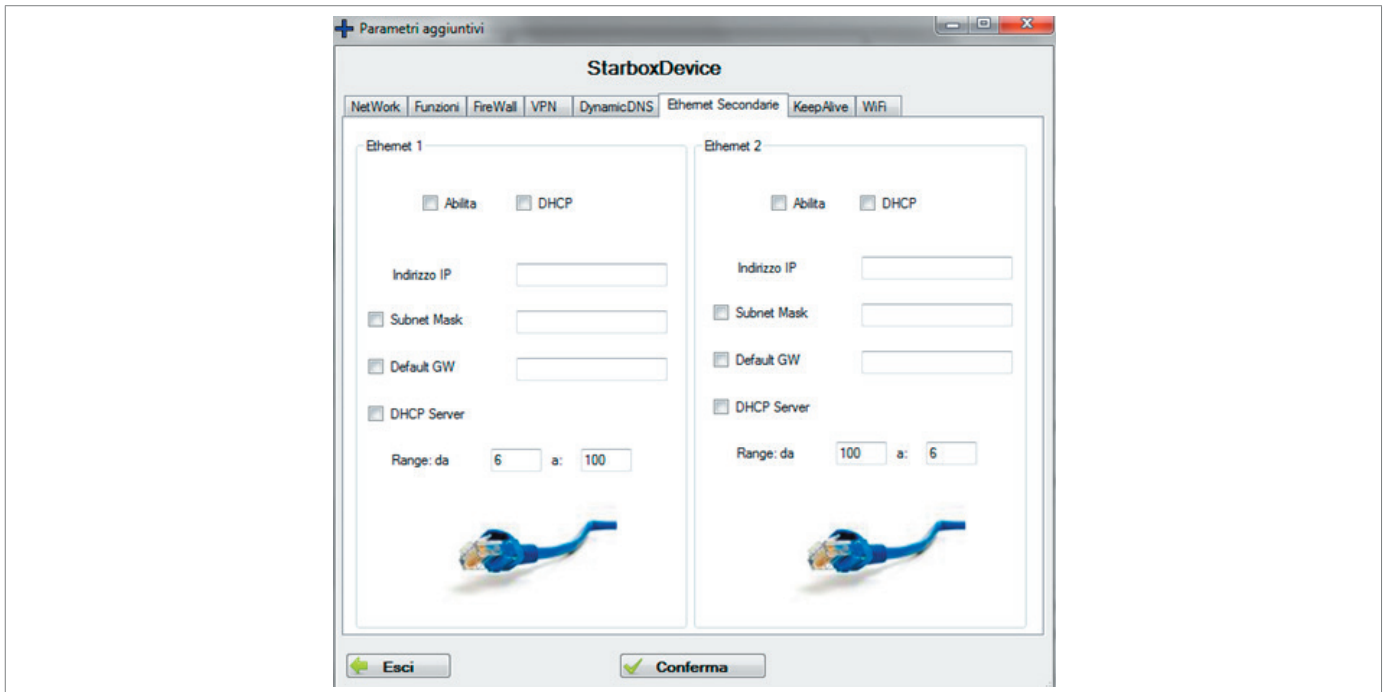 Parametri aggiuntivi
StarboxDevice
NetWork Funzioni FireWall VPN DynamicDNS Ethernet Secondarie KeepAlive WiFi
Ethernet 1
Abilita DHCP
Indirizzo IP
Subnet Mask
Default GW
DHCP Server
Range: da 6 a: 100
Ethernet 2
Abilita DHCP
Indirizzo IP
Subnet Mask
Default GW
DHCP Server
Range: da 100 a: 6
Esci Conferma